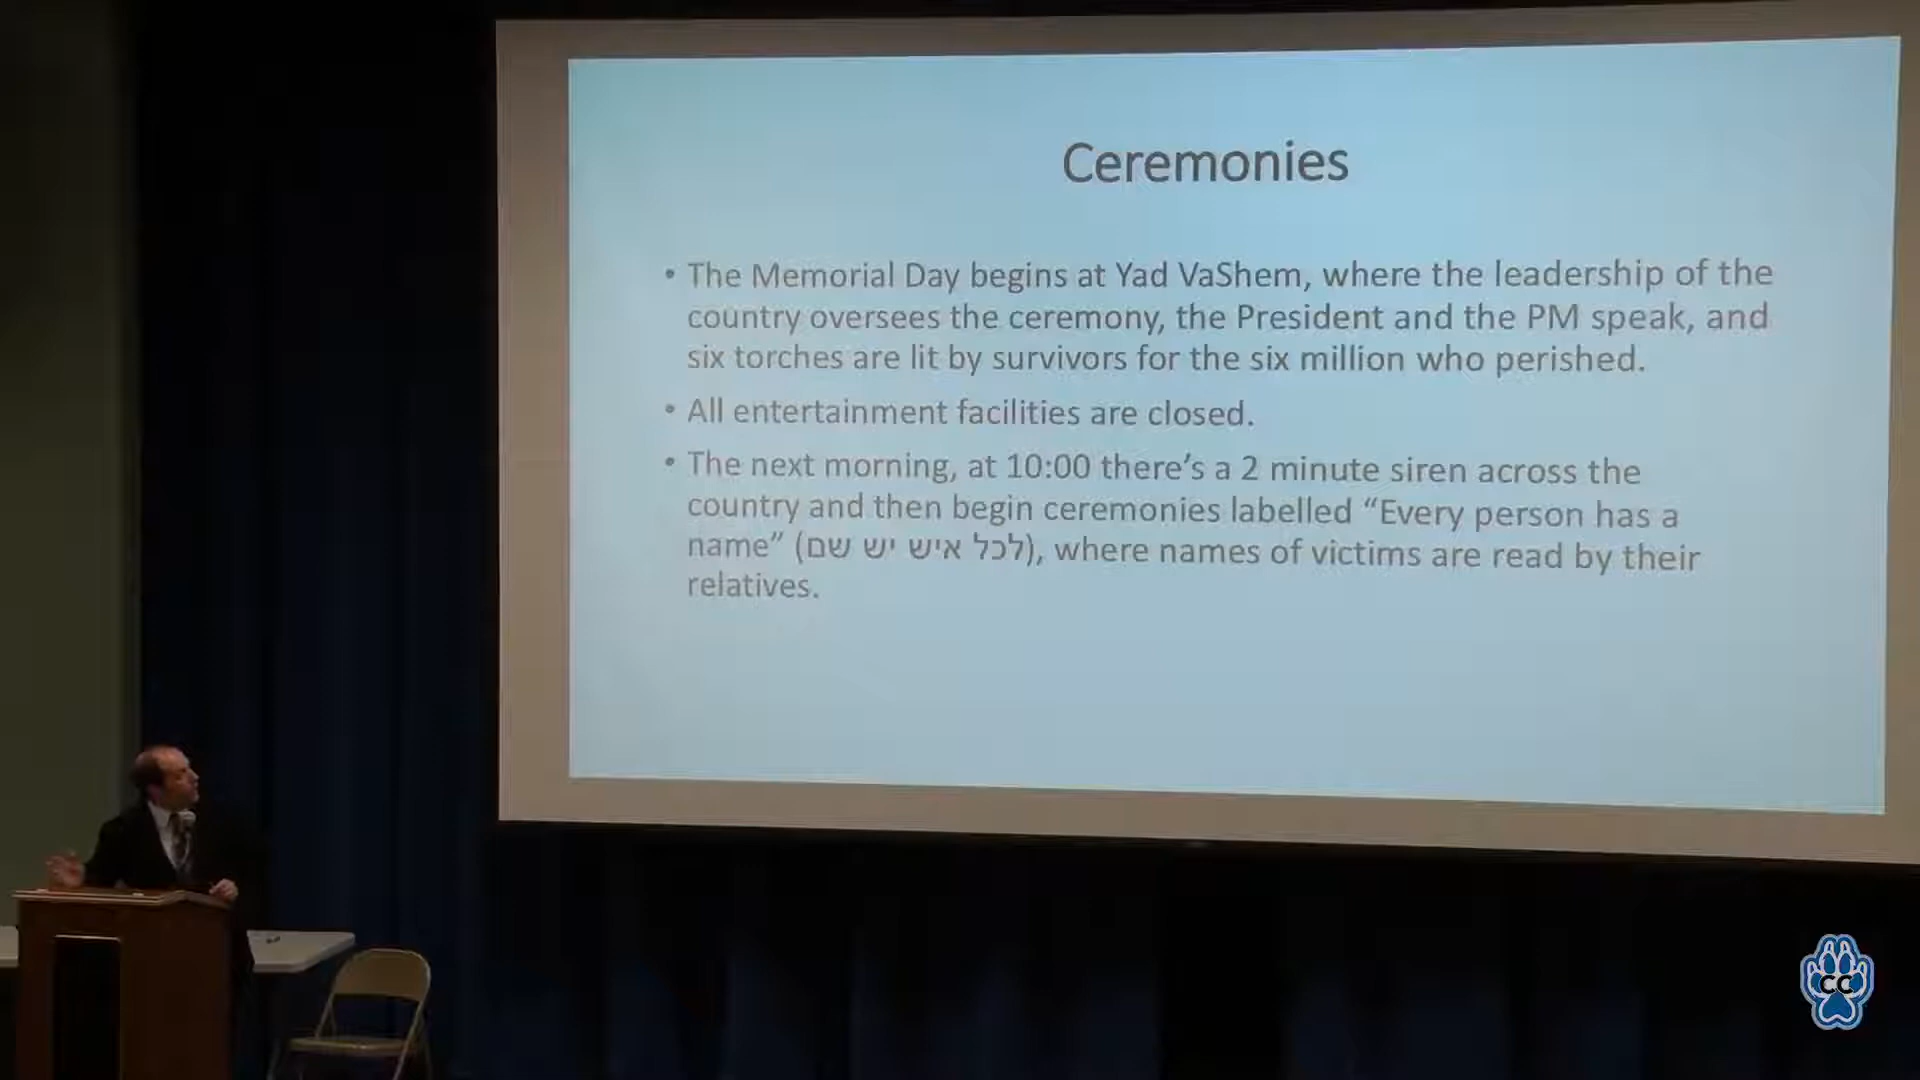 Ceremonies
• The Memorial Day begins at Yad VaShem, where the leadership of the
country oversees the ceremony, the President and the PM speak, and
six torches are lit by survivors for the six million who perished.
• All entertainment facilities are closed.
• The next morning, at 10:00 there's a 2 minute siren across the
country and then begin ceremonies labelled “Every person has a
name” (לכל איש יש שם), where names of victims are read by their
relatives.
CC